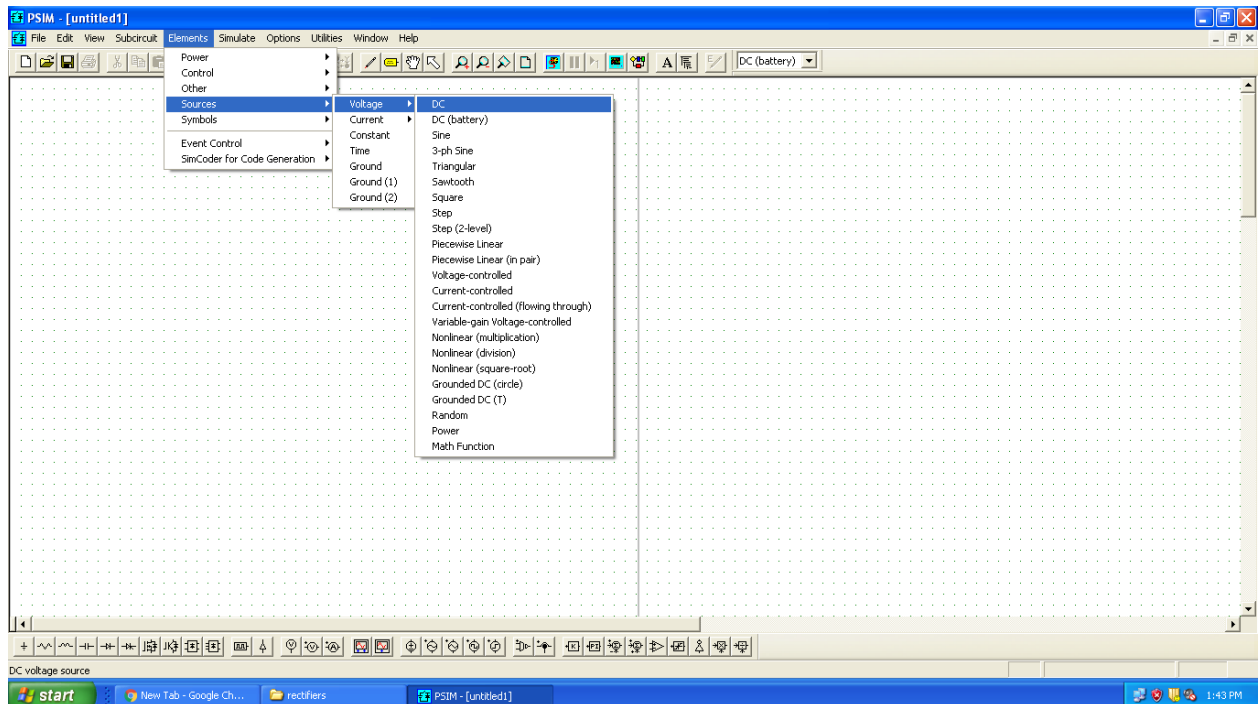 PSIM - [untitled1]
File Edit View Subcircuit Elements Simulate Options Utilities Window Help
DC (battery)
Power
Control
Other
Sources
Symbols
Event Control
SimCoder for Code Generation
Voltage
Current
Constant
Time
Ground
Ground (1)
Ground (2)
DC
DC (battery)
Sine
3-ph Sine
Triangular
Sawtooth
Square
Step
Step (2-level)
Piecewise Linear
Piecewise Linear (in pair)
Voltage-controlled
Current-controlled
Current-controlled (flowing through)
Variable-gain Voltage-controlled
Nonlinear (multiplication)
Nonlinear (division)
Nonlinear (square-root)
Grounded DC (circle)
Grounded DC (T)
Random
Power
Math Function
DC voltage source
start New Tab - Google Ch... rectifiers PSIM - [untitled1] 1:43 PM